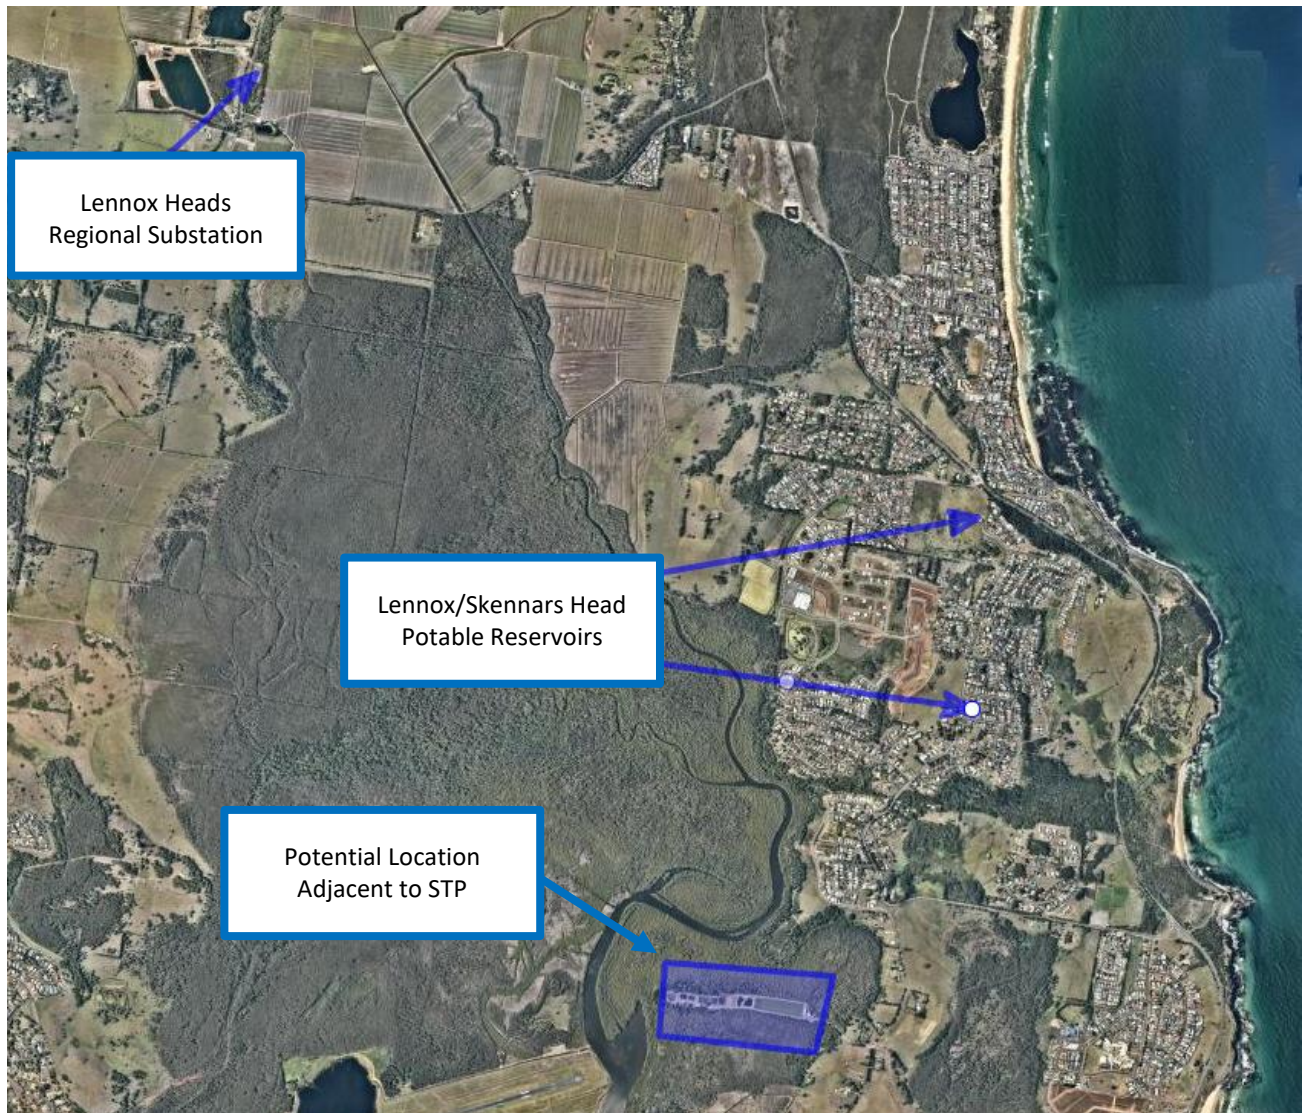 Lennox Heads
Regional Substation
Lennox/Skennars Head
Potable Reservoirs
Potential Location
Adjacent to STP